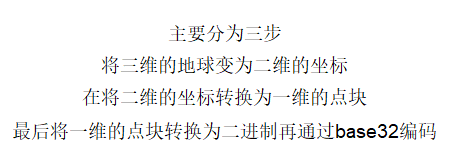 主要分为三步
将三维的地球变为二维的坐标
在将二维的坐标转换为一维的点块
最后将一维的点块转换为二进制再通过base32编码